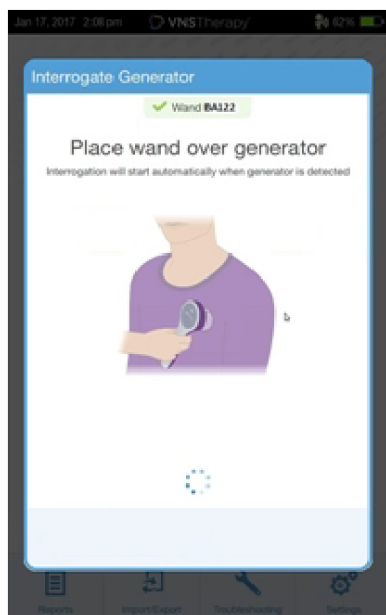 Jan 17, 2017 2:08 pm VNSTherapy 62%
Interrogate Generator
Wand BA122
Place wand over generator
Interrogation will start automatically when generator is detected
Reports Import/Export Troubleshooting Settings